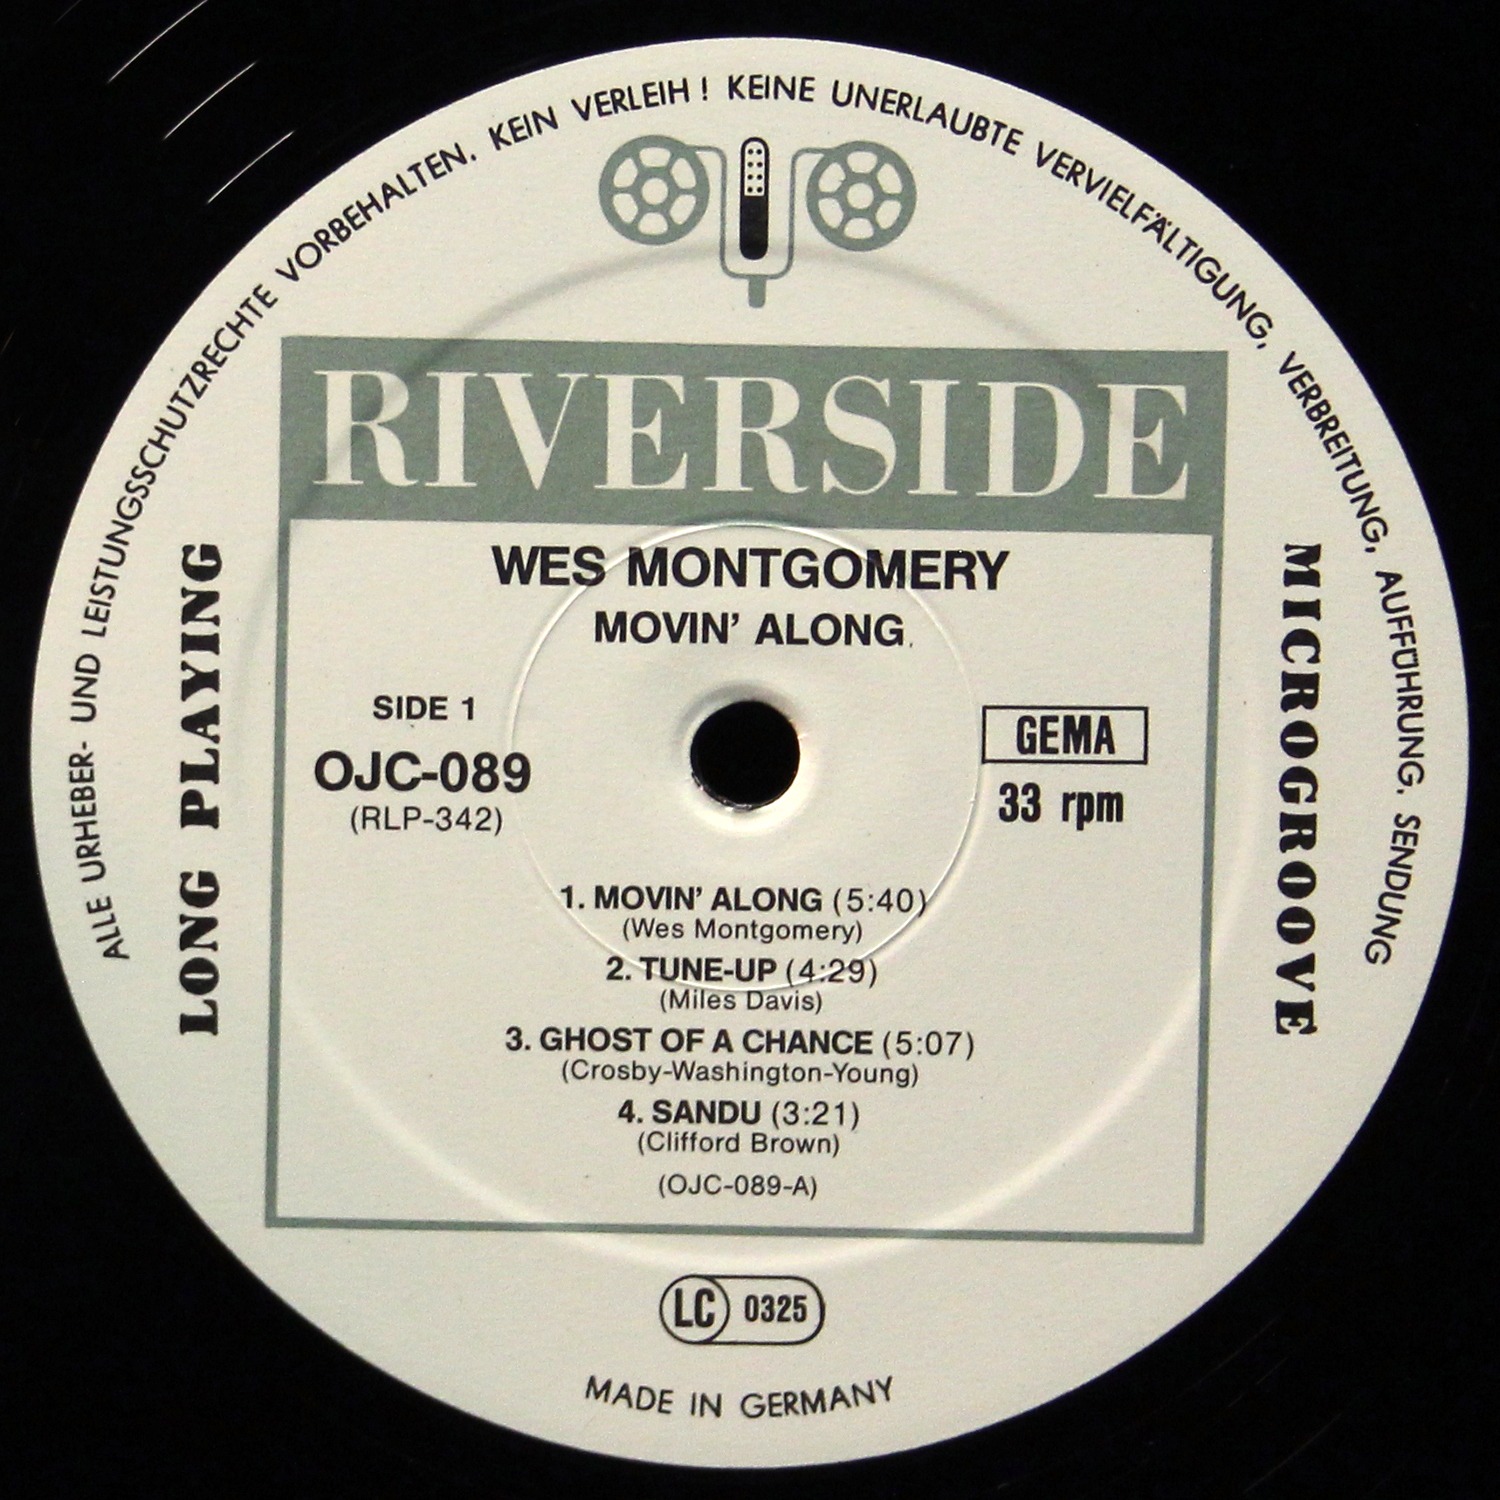 ALLE URHEBER- UND LEISTUNGSSCHUTZRECHTE VORBEHALTEN. KEIN VERLEIH ! KEINE UNERLAUBTE VERVIELFÄLTIGUNG, VERBREITUNG, AUFFÜHRUNG. SENDUNG
RIVERSIDE
LONG PLAYING
MICROGROOVE
WES MONTGOMERY
MOVIN’ ALONG
SIDE 1
OJC-089
(RLP-342)
GEMA
33 rpm
1. MOVIN’ ALONG (5:40)
(Wes Montgomery)
2. TUNE-UP (4:29)
(Miles Davis)
3. GHOST OF A CHANCE (5:07)
(Crosby-Washington-Young)
4. SANDU (3:21)
(Clifford Brown)
(OJC-089-A)
LC 0325
MADE IN GERMANY